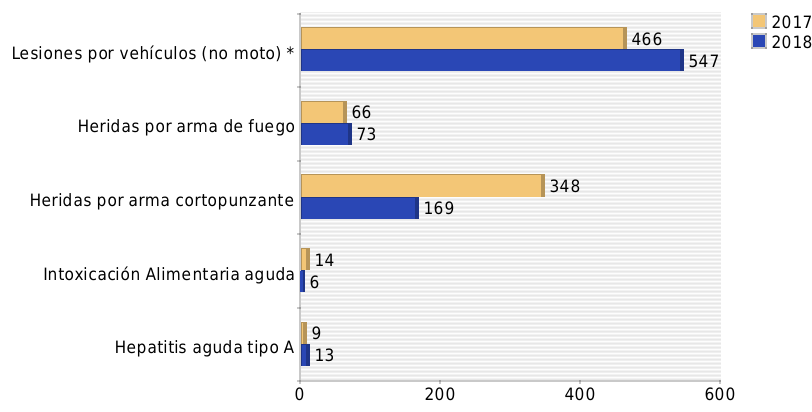 2017
2018
Lesiones por vehículos (no moto) *
466
547
Heridas por arma de fuego
66
73
Heridas por arma cortopunzante
348
169
Intoxicación Alimentaria aguda
14
6
Hepatitis aguda tipo A
9
13
0 200 400 600